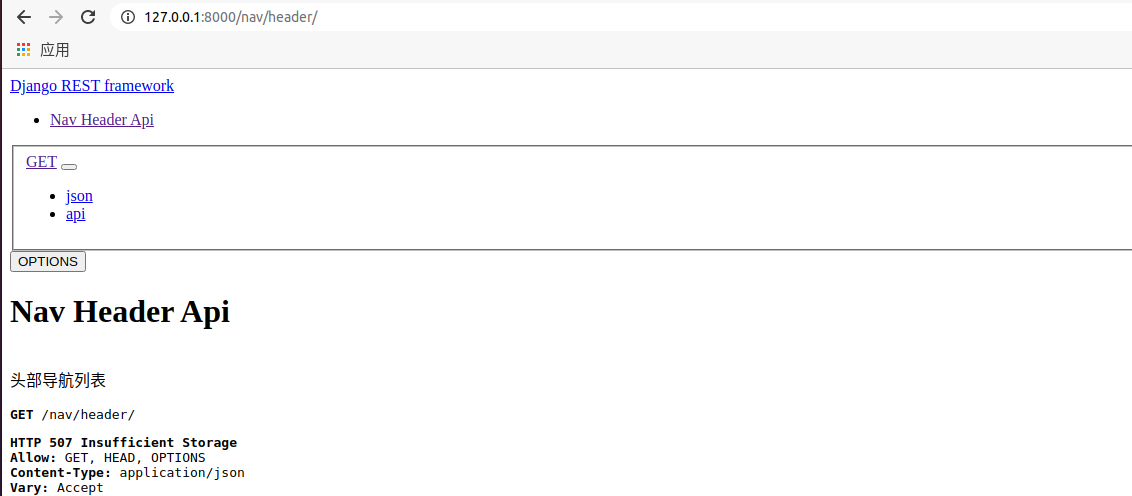 127.0.0.1:8000/nav/header/
应用
Django REST framework
Nav Header Api
GET
json
api
OPTIONS
Nav Header Api
头部导航列表
GET /nav/header/
HTTP 507 Insufficient Storage
Allow: GET, HEAD, OPTIONS
Content-Type: application/json
Vary: Accept